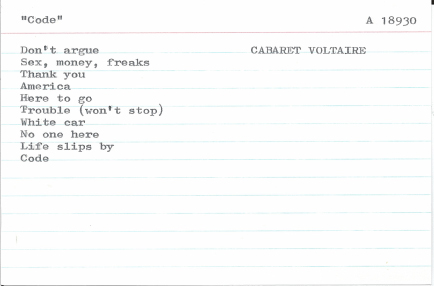 "Code"
A 18930
Don't argue
CABARET VOLTAIRE
Sex, money, freaks
Thank you
America
Here to go
Trouble (won't stop)
White car
No one here
Life slips by
Code